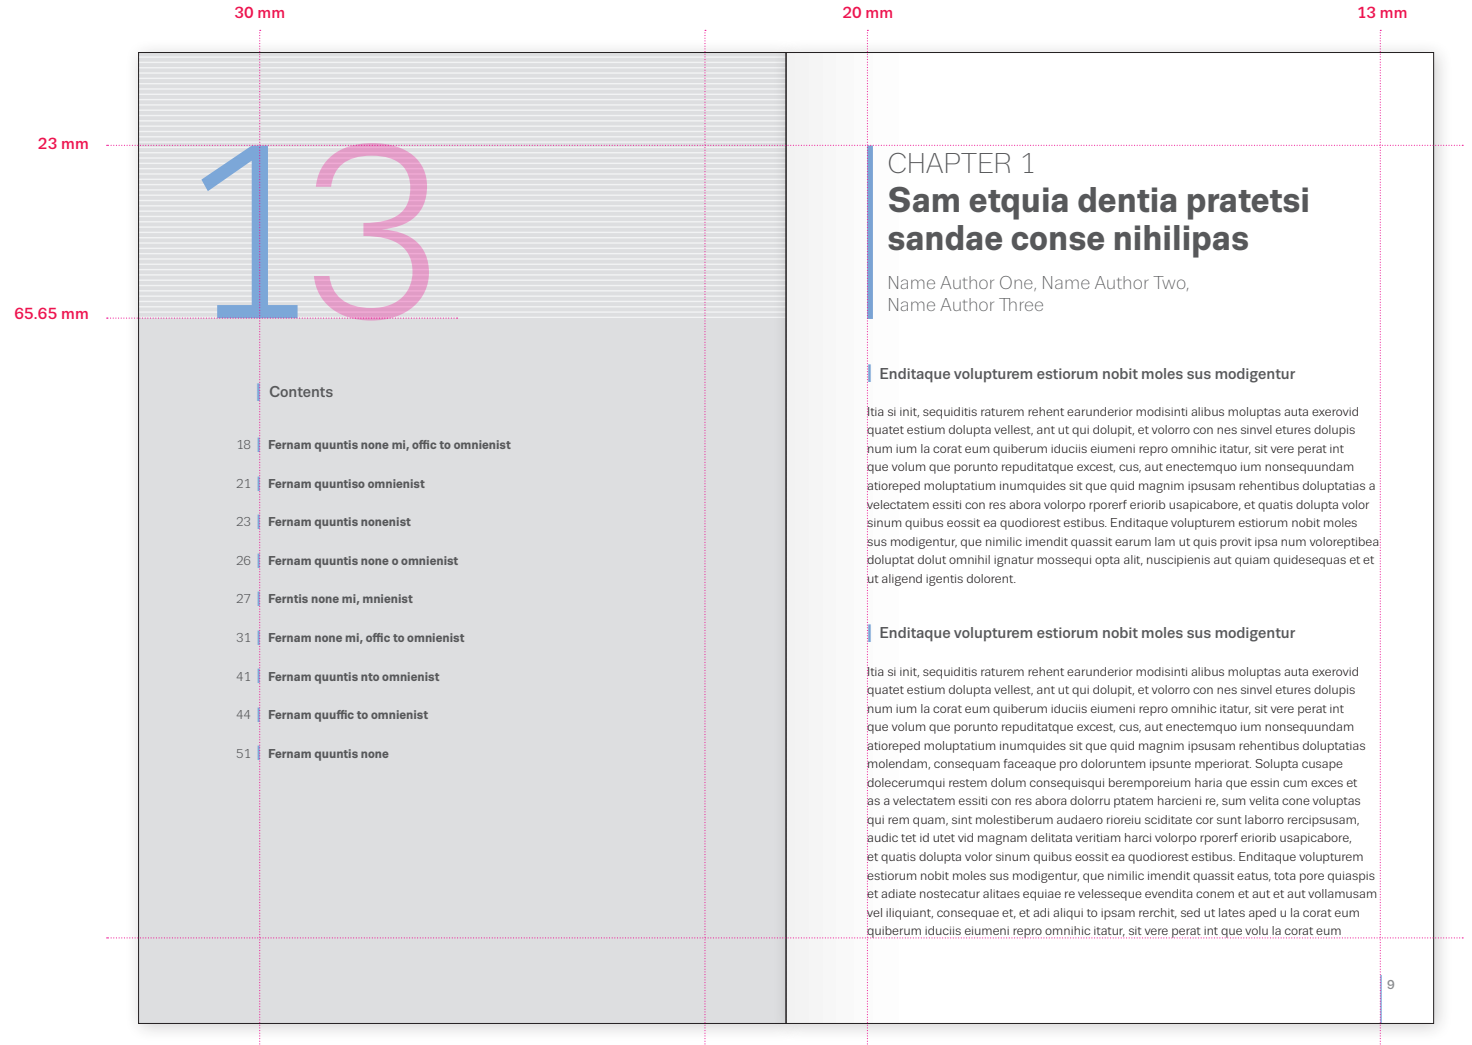 30 mm
20 mm
13 mm
23 mm
65.65 mm
13
Contents
18 Fernam quuntis none mi, offic to omnienist
21 Fernam quuntiso omnienist
23 Fernam quuntis nonenist
26 Fernam quuntis none o omnienist
27 Ferntis none mi, mnienist
31 Fernam none mi, offic to omnienist
41 Fernam quuntis nto omnienist
44 Fernam quuffic to omnienist
51 Fernam quuntis none
CHAPTER 1
Sam etquia dentia pratetsi
sandae conse nihilipas
Name Author One, Name Author Two,
Name Author Three
Enditaque volupturem estiorum nobit moles sus modigentur
Itia si init, sequiditis raturem rehent earunderior modisinti alibus moluptas auta exerovid
quatet estium dolupta vellest, ant ut qui dolupit, et volorro con nes sinvel etures dolupis
num ium la corat eum quiberum iduciis eiumeni repro omnihic itatur, sit vere perat int
que volum que porunto repuditatque excest, cus, aut enectemquo ium nonsequundam
atioreped moluptatium inumquides sit que quid magnim ipsusam rehentibus doluptatias a
velectatem essiti con res abora volorpo rporerf eriorib usapicabore, et quatis dolupta volor
sinum quibus eossit ea quodiorest estibus. Enditaque volupturem estiorum nobit moles
sus modigentur, que nimilic imendit quassit earum lam ut quis provit ipsa num voloreptibea
doluptat dolut omnihil ignatur mossequi opta alit, nuscipienis aut quiam quidesequas et et
ut aligend igentis dolorent.
Enditaque volupturem estiorum nobit moles sus modigentur
Itia si init, sequiditis raturem rehent earunderior modisinti alibus moluptas auta exerovid
quatet estium dolupta vellest, ant ut qui dolupit, et volorro con nes sinvel etures dolupis
num ium la corat eum quiberum iduciis eiumeni repro omnihic itatur, sit vere perat int
que volum que porunto repuditatque excest, cus, aut enectemquo ium nonsequundam
atioreped moluptatium inumquides sit que quid magnim ipsusam rehentibus doluptatias
molendam, consequam faceaque pro doloruntem ipsunte mperiorat. Solupta cusape
dolecerumqui restem dolum consequisqui beremporeium haria que essin cum exces et
as a velectatem essiti con res abora dolorru ptatem harcieni re, sum velita cone voluptas
qui rem quam, sint molestiberum audaero rioreiu sciditate cor sunt laborro rercipsusam,
audic tet id utet vid magnam delitata veritiam harci volorpo rporerf eriorib usapicabore,
et quatis dolupta volor sinum quibus eossit ea quodiorest estibus. Enditaque volupturem
estiorum nobit moles sus modigentur, que nimilic imendit quassit eatus, tota pore quiaspis
et adiate nostecatur alitaes equiae re velesseque evendita conem et aut et aut vollamusam
vel iliquiant, consequae et, et adi aliqui to ipsam rerchit, sed ut lates aped u la corat eum
quiberum iduciis eiumeni repro omnihic itatur, sit vere perat int que volu la corat eum
9